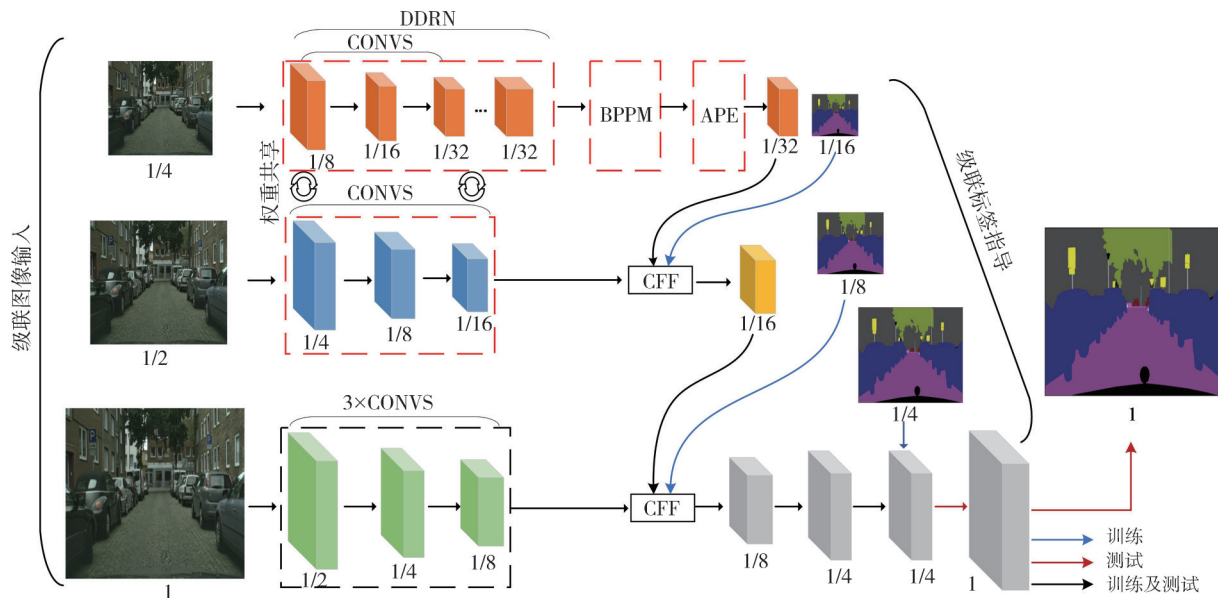 DDRN
CONVS
1/4
1/8
1/16
1/32
...
1/32
BPPM
APE
1/32
1/16
级联图像输入
权重共享
CONVS
1/2
1/4
1/8
1/16
CFF
1/16
1/8
级联标签指导
3×CONVS
1
1/2
1/4
1/8
CFF
1/8
1/4
1/4
1/4
1
1
训练
测试
训练及测试